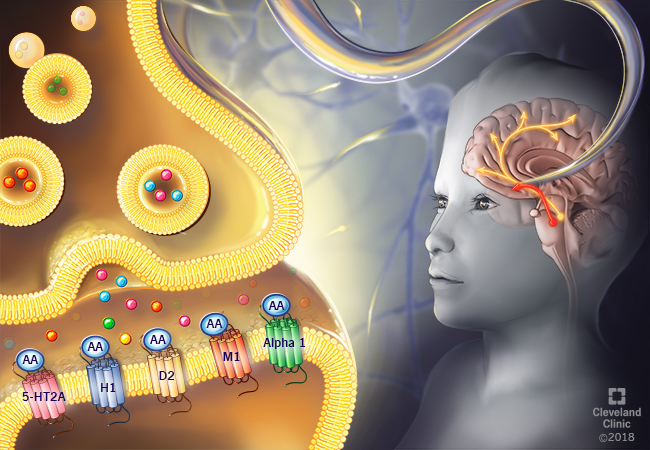 AA
5-HT2A
AA
H1
AA
D2
AA
M1
AA
Alpha 1
Cleveland
Clinic
©2018